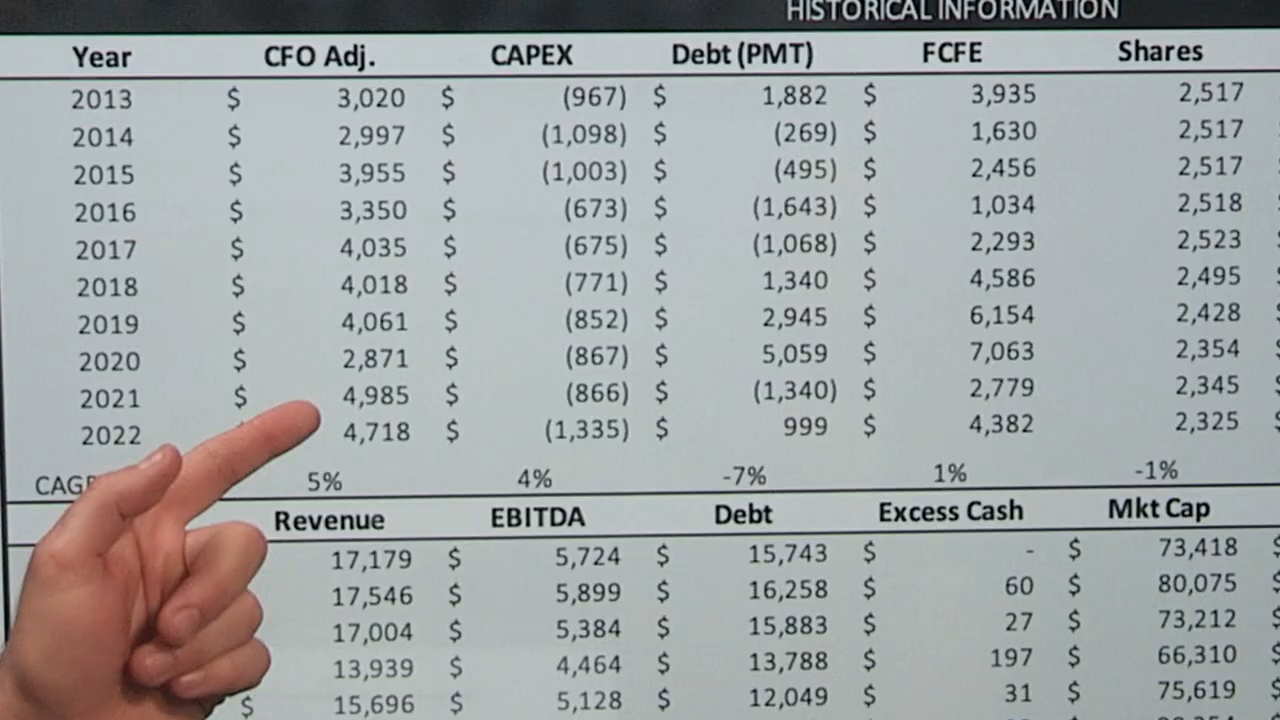 HISTORICAL INFORMATION
Year CFO Adj. CAPEX Debt (PMT) FCFE Shares
2013 $ 3,020 $ (967) $ 1,882 $ 3,935 2,517
2014 $ 2,997 $ (1,098) $ (269) $ 1,630 2,517
2015 $ 3,955 $ (1,003) $ (495) $ 2,456 2,517
2016 $ 3,350 $ (673) $ (1,643) $ 1,034 2,518
2017 $ 4,035 $ (675) $ (1,068) $ 2,293 2,523
2018 $ 4,018 $ (771) $ 1,340 $ 4,586 2,495
2019 $ 4,061 $ (852) $ 2,945 $ 6,154 2,428
2020 $ 2,871 $ (867) $ 5,059 $ 7,063 2,354
2021 $ 4,985 $ (866) $ (1,340) $ 2,779 2,345
2022 4,718 $ (1,335) $ 999 $ 4,382 2,325
5% 4% -7% 1% -1%
Revenue EBITDA Debt Excess Cash Mkt Cap
17,179 $ 5,724 $ 15,743 $ - $ 73,418
17,546 $ 5,899 $ 16,258 $ 60 $ 80,075
17,004 $ 5,384 $ 15,883 $ 27 $ 73,212
13,939 $ 4,464 $ 13,788 $ 197 $ 66,310
$ 15,696 $ 5,128 $ 12,049 $ 31 $ 75,619